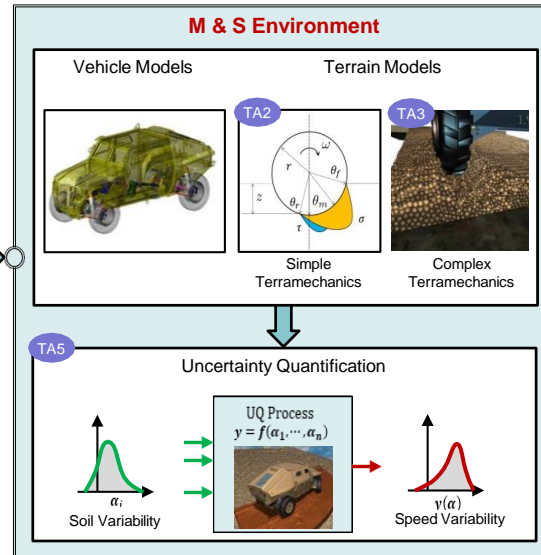 M & S Environment
Vehicle Models
Terrain Models
TA2
TA3
ω
r
θf
z
θr
θm
τ
σ
Simple
Terramechanics
Complex
Terramechanics
TA5
Uncertainty Quantification
UQ Process
y = f(α1,⋯,αn)
αi
Soil Variability
y(α)
Speed Variability